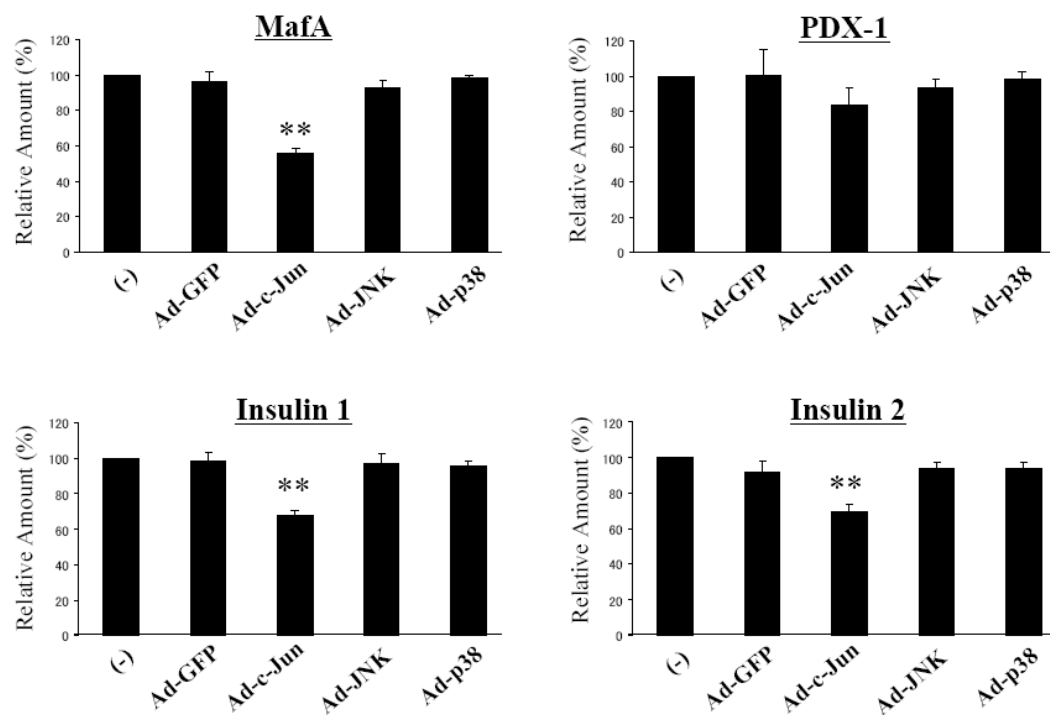 MafA
Relative Amount (%)
120
100
80
60
40
20
0
**
(-)
Ad-GFP
Ad-c-Jun
Ad-JNK
Ad-p38
PDX-1
Relative Amount (%)
120
100
80
60
40
20
0
(-)
Ad-GFP
Ad-c-Jun
Ad-JNK
Ad-p38
Insulin 1
Relative Amount (%)
120
100
80
60
40
20
0
**
(-)
Ad-GFP
Ad-c-Jun
Ad-JNK
Ad-p38
Insulin 2
Relative Amount (%)
120
100
80
60
40
20
0
**
(-)
Ad-GFP
Ad-c-Jun
Ad-JNK
Ad-p38